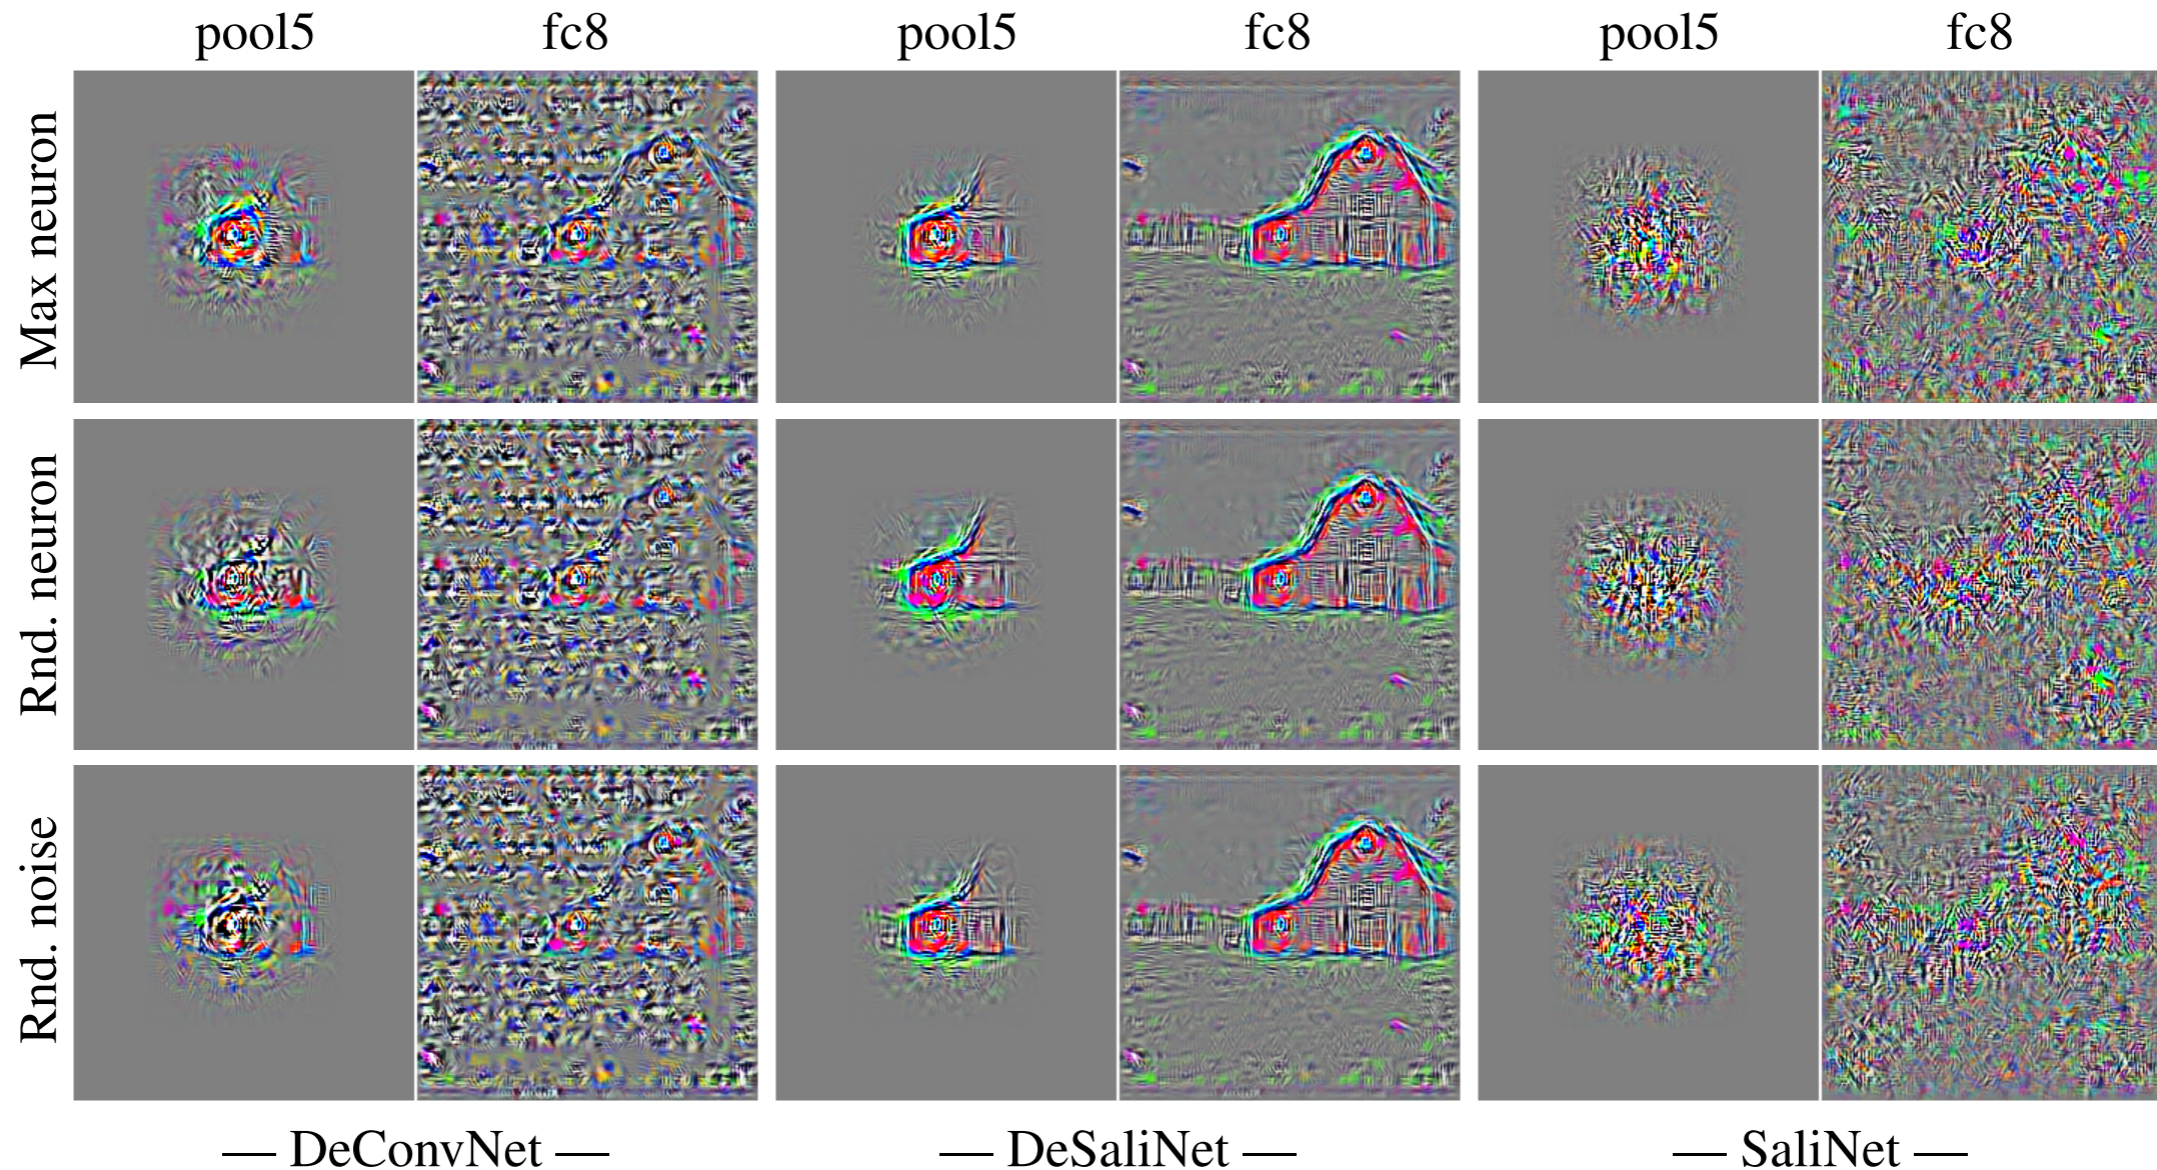 pool5 fc8 pool5 fc8 pool5 fc8
Max neuron
Rnd. neuron
Rnd. noise
— DeConvNet — — DeSaliNet — — SaliNet —